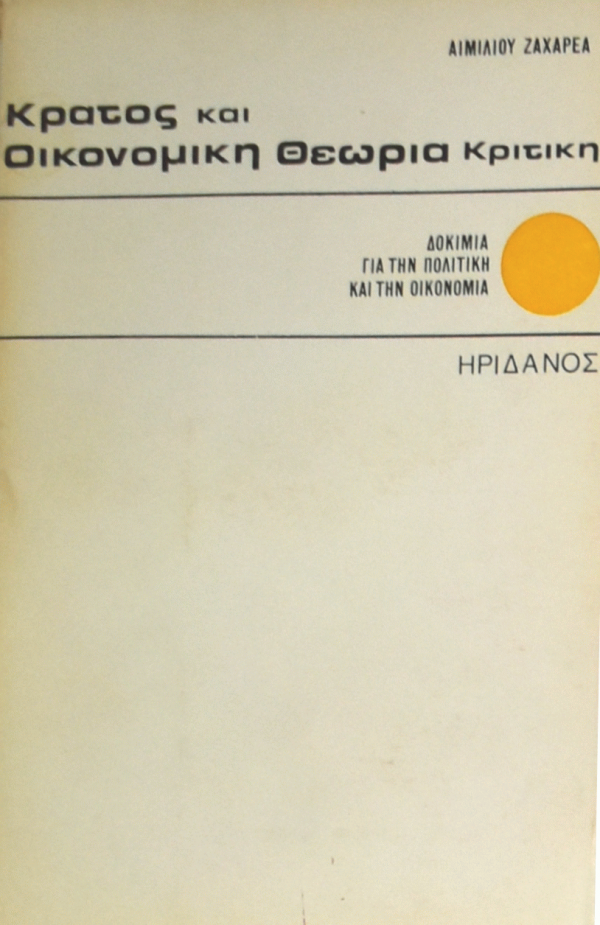 ΑΙΜΙΛΙΟΥ ΖΑΧΑΡΕΑ
Κρατος και
Οικονομικη Θεωρια Κριτικη
ΔΟΚΙΜΙΑ
ΓΙΑ ΤΗΝ ΠΟΛΙΤΙΚΗ
ΚΑΙ ΤΗΝ ΟΙΚΟΝΟΜΙΑ
ΗΡΙΔΑΝΟΣ